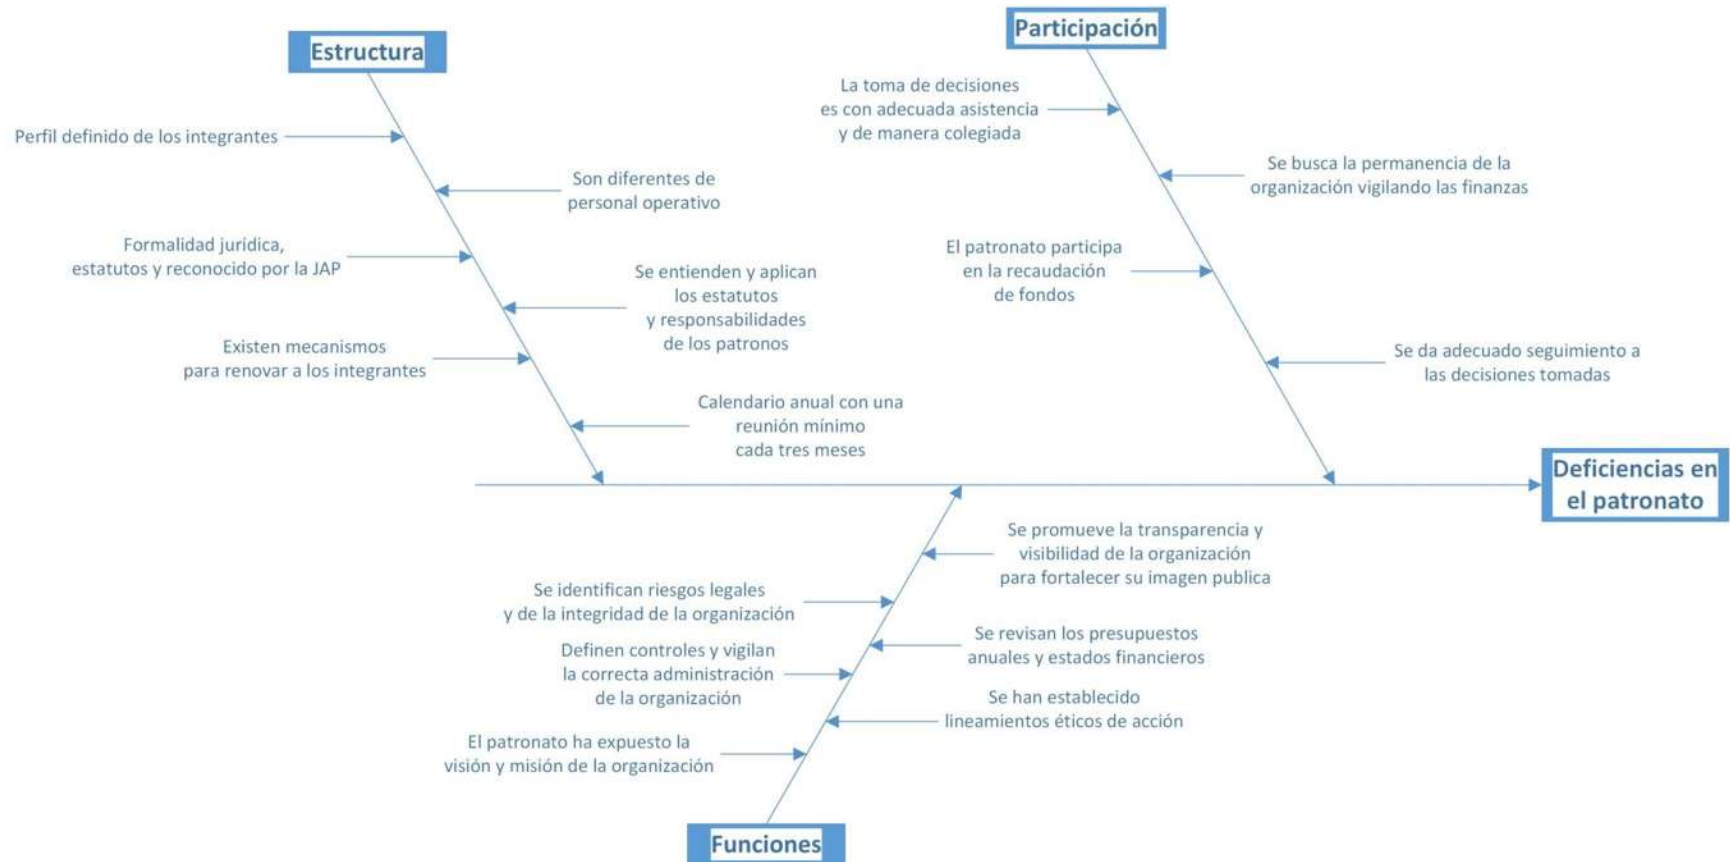 Estructura
Perfil definido de los integrantes
Son diferentes de
personal operativo
Formalidad jurídica,
estatutos y reconocido por la JAP
Se entienden y aplican
los estatutos
y responsabilidades
de los patronos
Existen mecanismos
para renovar a los integrantes
Calendario anual con una
reunión mínimo
cada tres meses
Participación
La toma de decisiones
es con adecuada asistencia
y de manera colegiada
Se busca la permanencia de la
organización vigilando las finanzas
El patronato participa
en la recaudación
de fondos
Se da adecuado seguimiento a
las decisiones tomadas
Deficiencias en
el patronato
Se promueve la transparencia y
visibilidad de la organización
para fortalecer su imagen publica
Se identifican riesgos legales
y de la integridad de la organización
Se revisan los presupuestos
anuales y estados financieros
Definen controles y vigilan
la correcta administración
de la organización
Se han establecido
lineamientos éticos de acción
El patronato ha expuesto la
visión y misión de la organización
Funciones